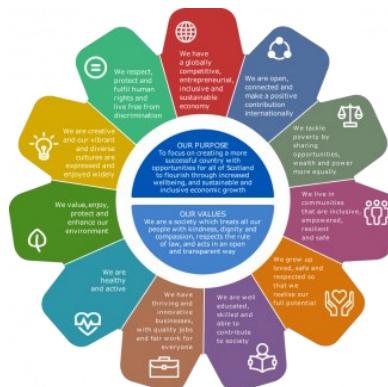 We have
a globally
competitive,
entrepreneurial,
inclusive and
sustainable
economy
We are open,
connected and
make a positive
contribution
internationally
We tackle
poverty by
sharing
opportunities,
wealth and power
more equally
We live in
communities
that are inclusive,
empowered,
resilient
and safe
We grow up
loved, safe and
respected so that
we realise our
full potential
We are well
educated,
skilled and
able to
contribute
to society
We have
thriving and
innovative
businesses,
with quality jobs
and fair work for
everyone
We are
healthy
and active
We value, enjoy,
protect and
enhance our
environment
We are creative
and our vibrant
and diverse
cultures are
expressed and
enjoyed widely
We respect,
protect and
fulfil human
rights and
live free from
discrimination
OUR PURPOSE
To focus on creating a more
successful country with
opportunities for all of Scotland
to flourish through increased
wellbeing, and sustainable and
inclusive economic growth
OUR VALUES
We are a society which treats all our
people with kindness, dignity and
compassion, respects the rule
of law, and acts in an open
and transparent way